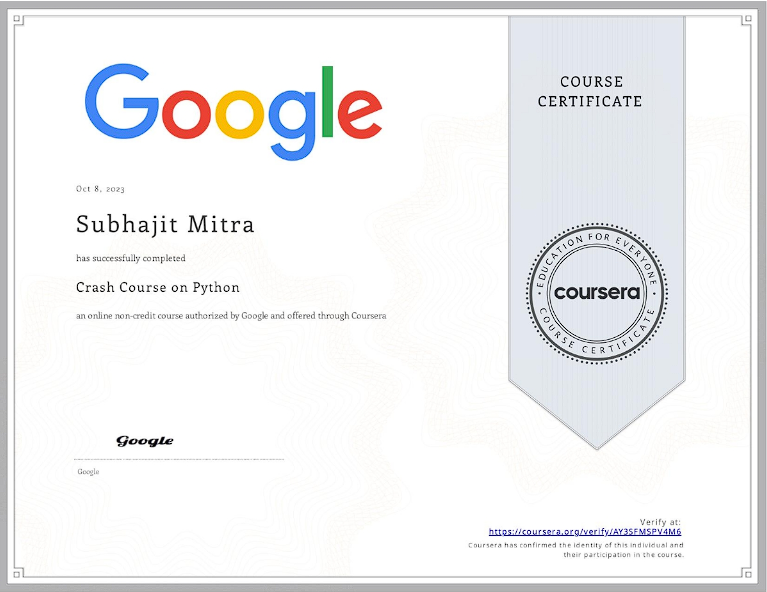 Google
COURSE
CERTIFICATE
Oct 8, 2023
Subhajit Mitra
has successfully completed
Crash Course on Python
an online non-credit course authorized by Google and offered through Coursera
EDUCATION FOR EVERYONE
coursera
COURSE CERTIFICATE
Google
Google
Verify at:
https://coursera.org/verify/AY3SFMSPV4M6
Coursera has confirmed the identity of this individual and
their participation in the course.